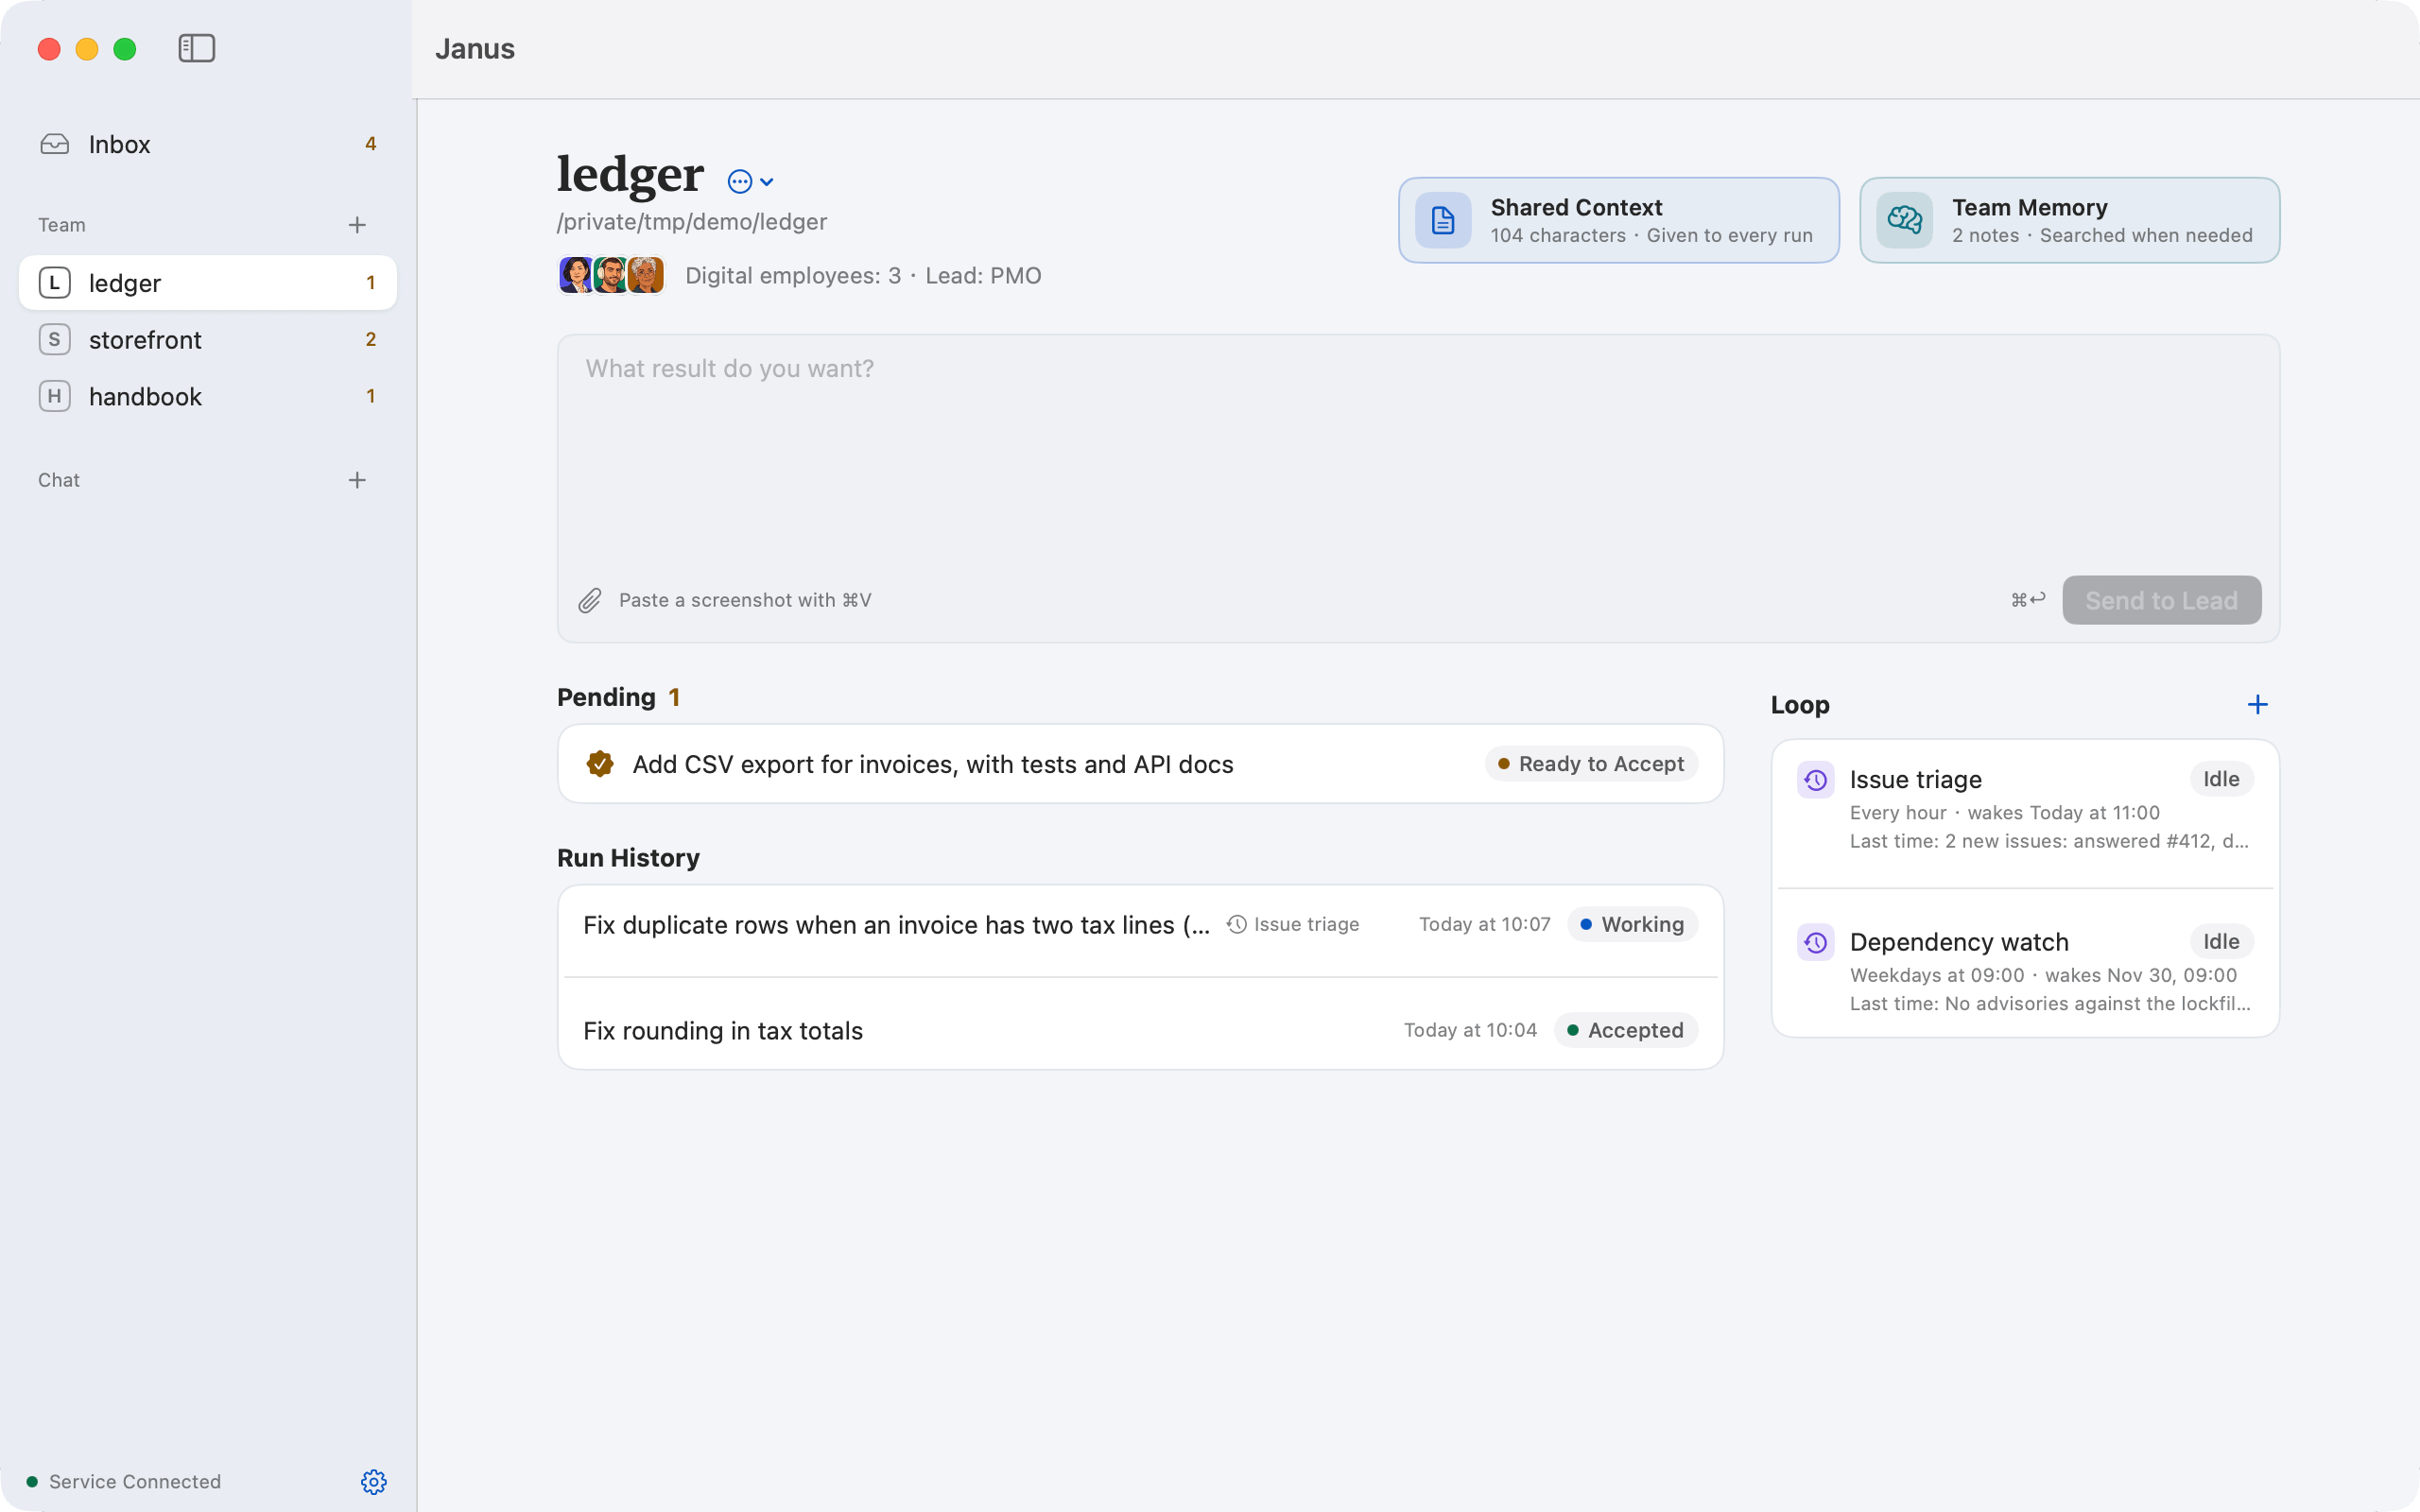 Janus
Inbox 4
Team
L ledger 1
S storefront 2
H handbook 1
Chat
Service Connected
ledger
/private/tmp/demo/ledger
Digital employees: 3 · Lead: PMO
Shared Context
104 characters · Given to every run
Team Memory
2 notes · Searched when needed
What result do you want?
Paste a screenshot with ⌘V
⌘↩ Send to Lead
Pending 1
Add CSV export for invoices, with tests and API docs Ready to Accept
Run History
Fix duplicate rows when an invoice has two tax lines (... Issue triage Today at 10:07 Working
Fix rounding in tax totals Today at 10:04 Accepted
Loop
Issue triage Idle
Every hour · wakes Today at 11:00
Last time: 2 new issues: answered #412, d...
Dependency watch Idle
Weekdays at 09:00 · wakes Nov 30, 09:00
Last time: No advisories against the lockfil...